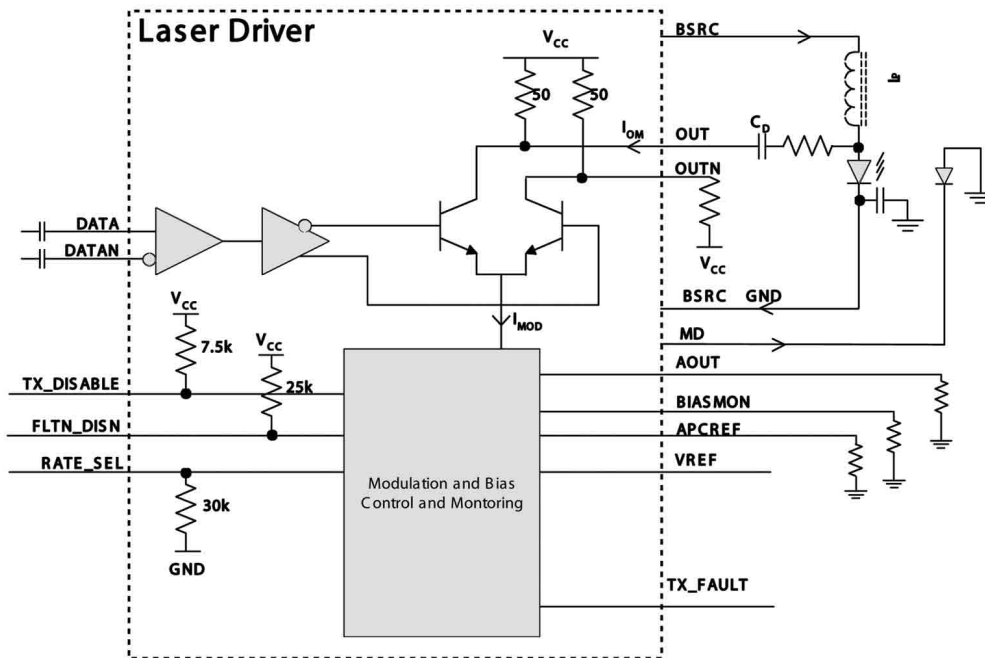 Laser Driver
BSRC
VCC
50
50
IP
IOM
OUT
CD
OUTN
DATA
DATAN
VCC
BSRC GND
IMOD
MD
VCC
7.5k
VCC
AOUT
TX_DISABLE
25k
BIASMON
FLTN_DISN
APCREF
RATE_SEL
VREF
Modulation and Bias
Control and Montoring
30k
GND
TX_FAULT